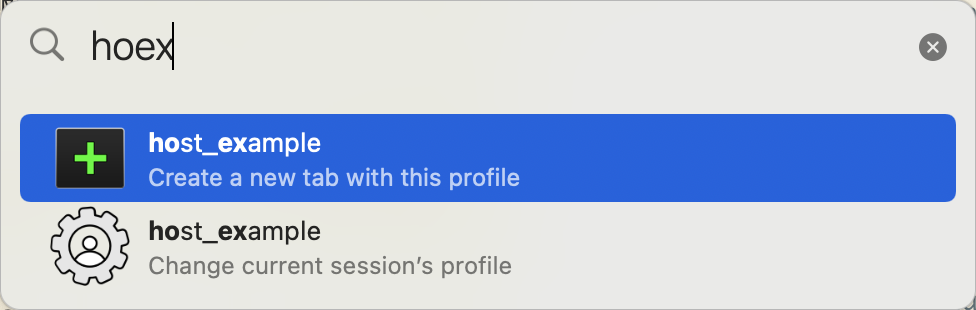 hoex
host_example
Create a new tab with this profile
host_example
Change current session’s profile